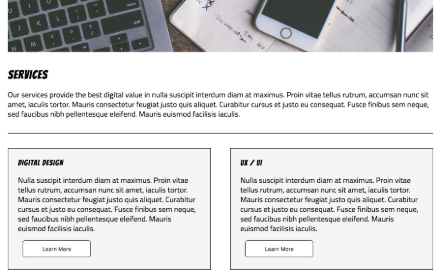 SERVICES
Our services provide the best digital value in nulla suscipit interdum diam at maximus. Proin vitae tellus rutrum, accumsan nunc sit
amet, iaculis tortor. Mauris consectetur feugiat justo quis aliquet. Curabitur cursus et justo eu consequat. Fusce finibus sem neque,
sed faucibus nibh pellentesque eleifend. Mauris euismod facilisis iaculis.
DIGITAL DESIGN
Nulla suscipit interdum diam at maximus. Proin vitae
tellus rutrum, accumsan nunc sit amet, iaculis tortor.
Mauris consectetur feugiat justo quis aliquet. Curabitur
cursus et justo eu consequat. Fusce finibus sem neque,
sed faucibus nibh pellentesque eleifend. Mauris
euismod facilisis iaculis.
Learn More
UX / UI
Nulla suscipit interdum diam at maximus. Proin vitae
tellus rutrum, accumsan nunc sit amet, iaculis tortor.
Mauris consectetur feugiat justo quis aliquet. Curabitur
cursus et justo eu consequat. Fusce finibus sem neque,
sed faucibus nibh pellentesque eleifend. Mauris
euismod facilisis iaculis.
Learn More